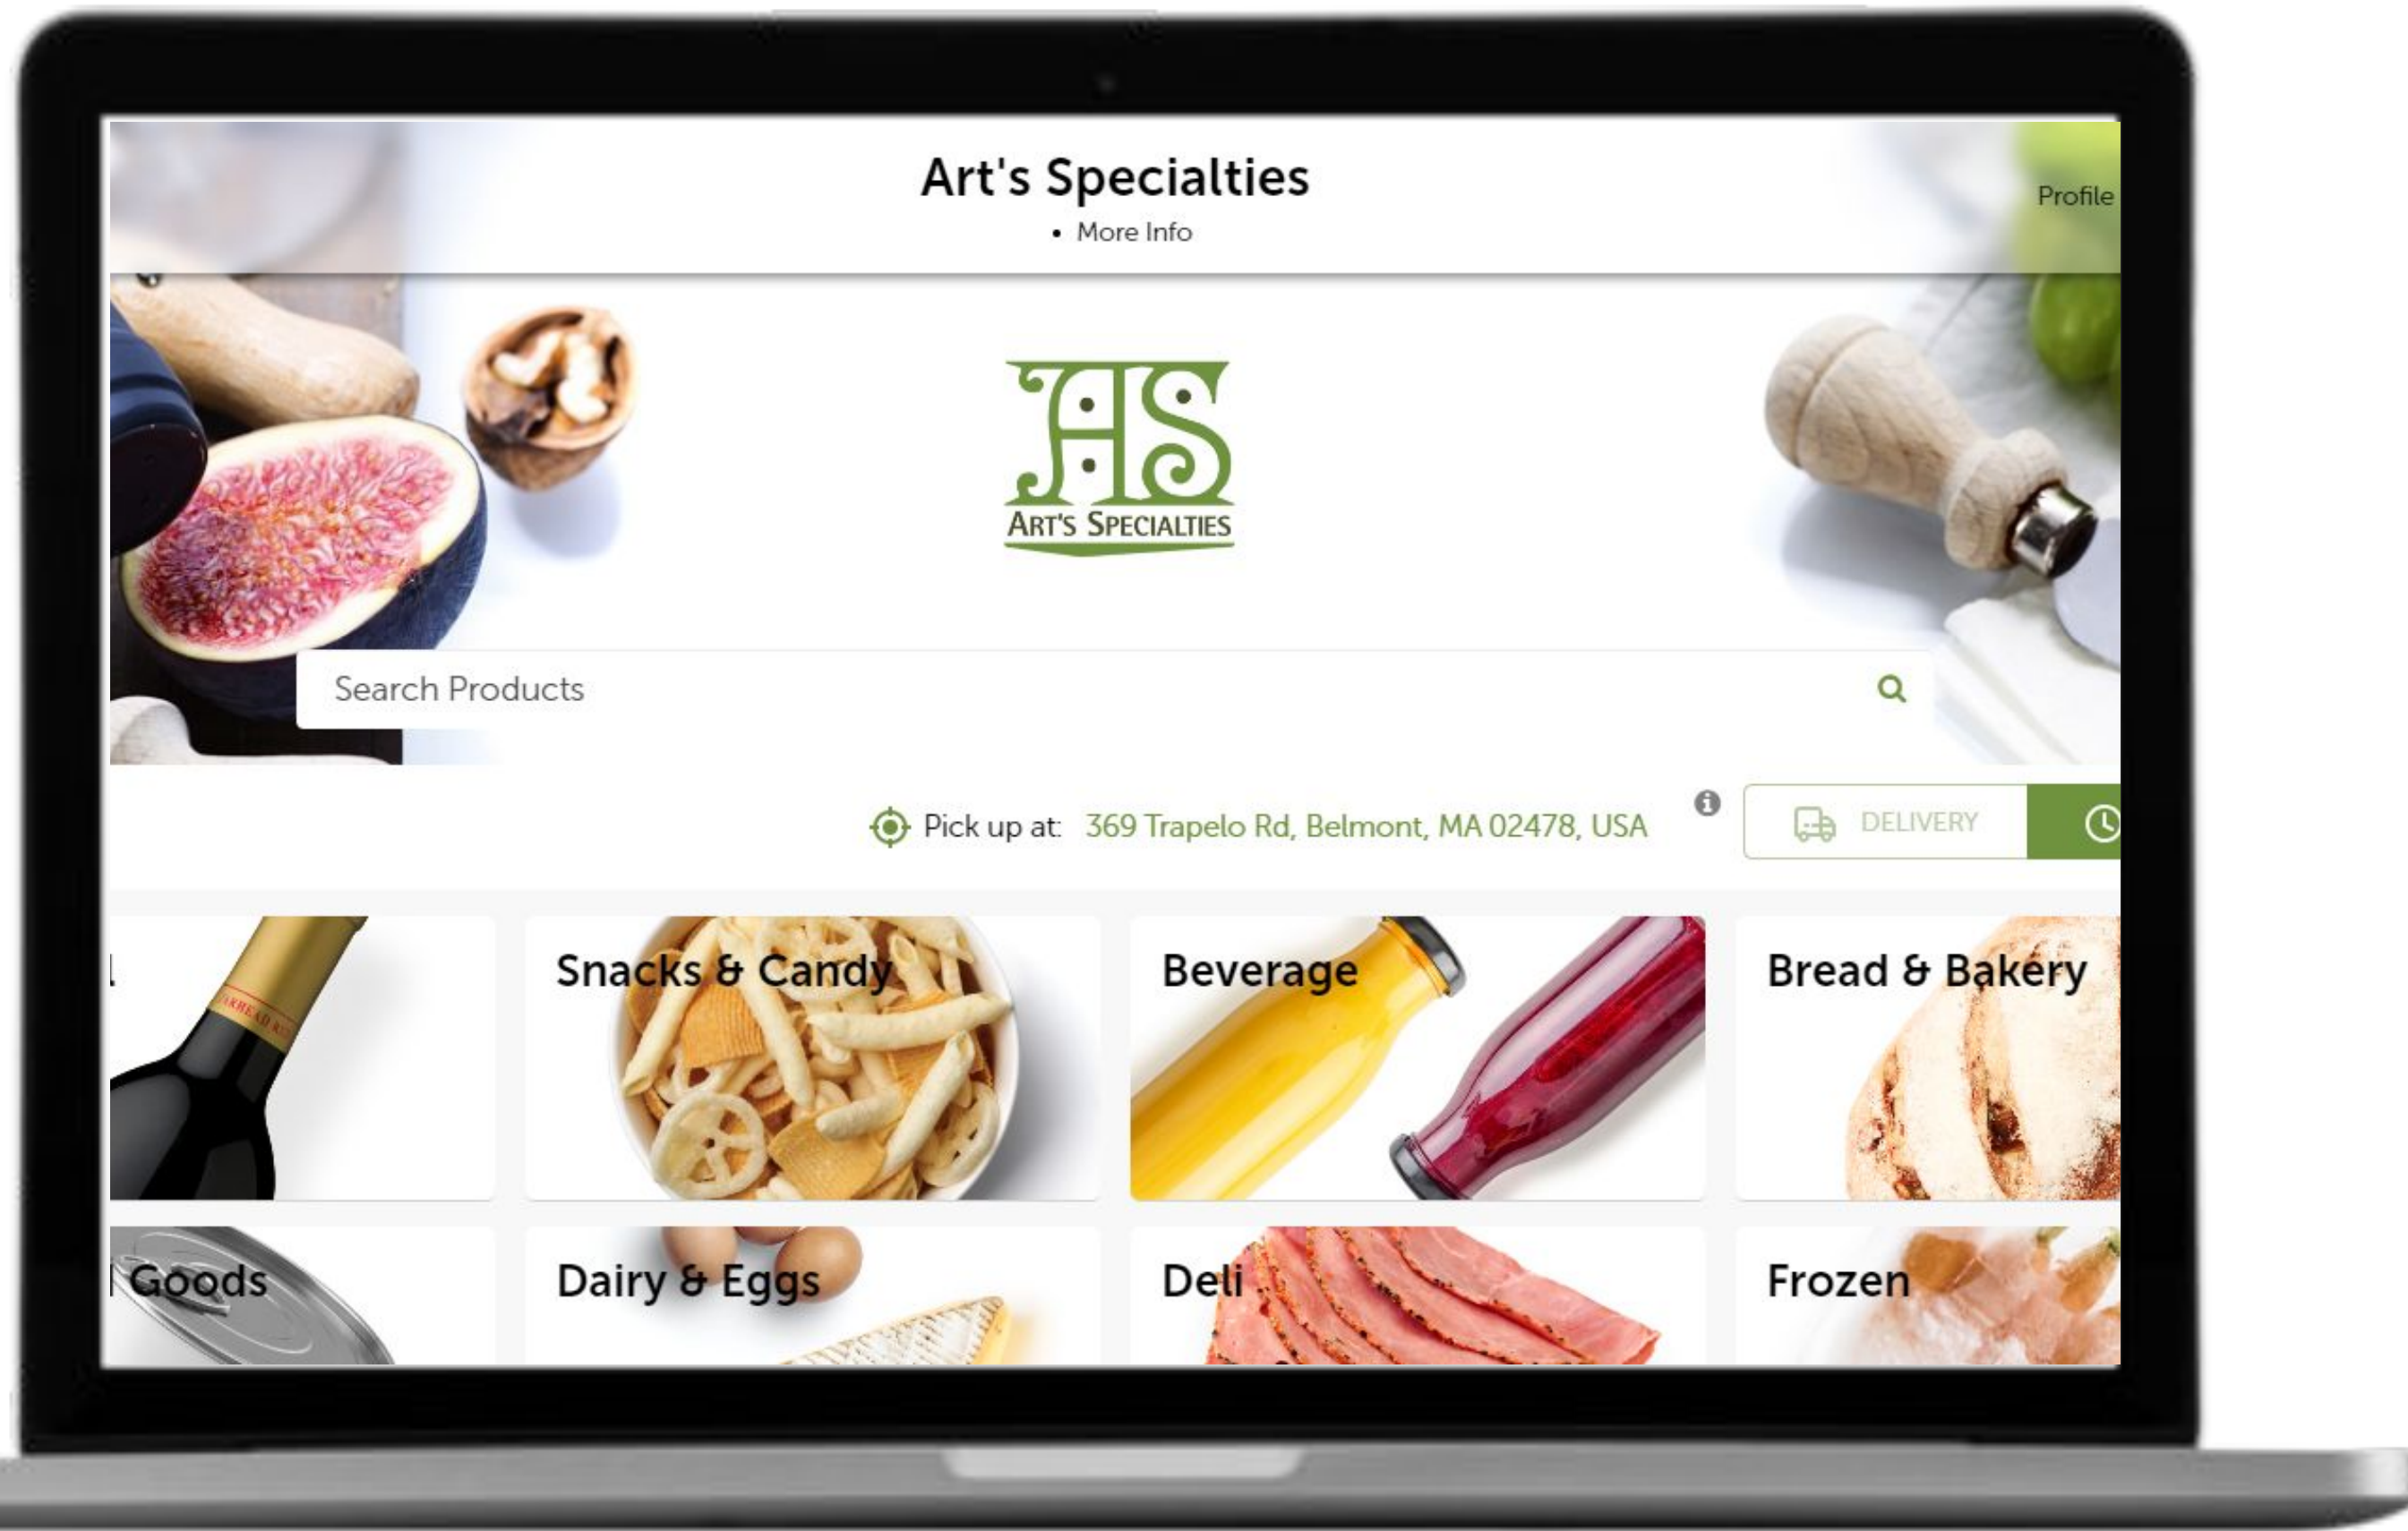 Art's Specialties
• More Info
Profile
AS
ART'S SPECIALTIES
Search Products
Pick up at: 369 Trapelo Rd, Belmont, MA 02478, USA
DELIVERY
Snacks & Candy
Beverage
Bread & Bakery
Goods
Dairy & Eggs
Deli
Frozen